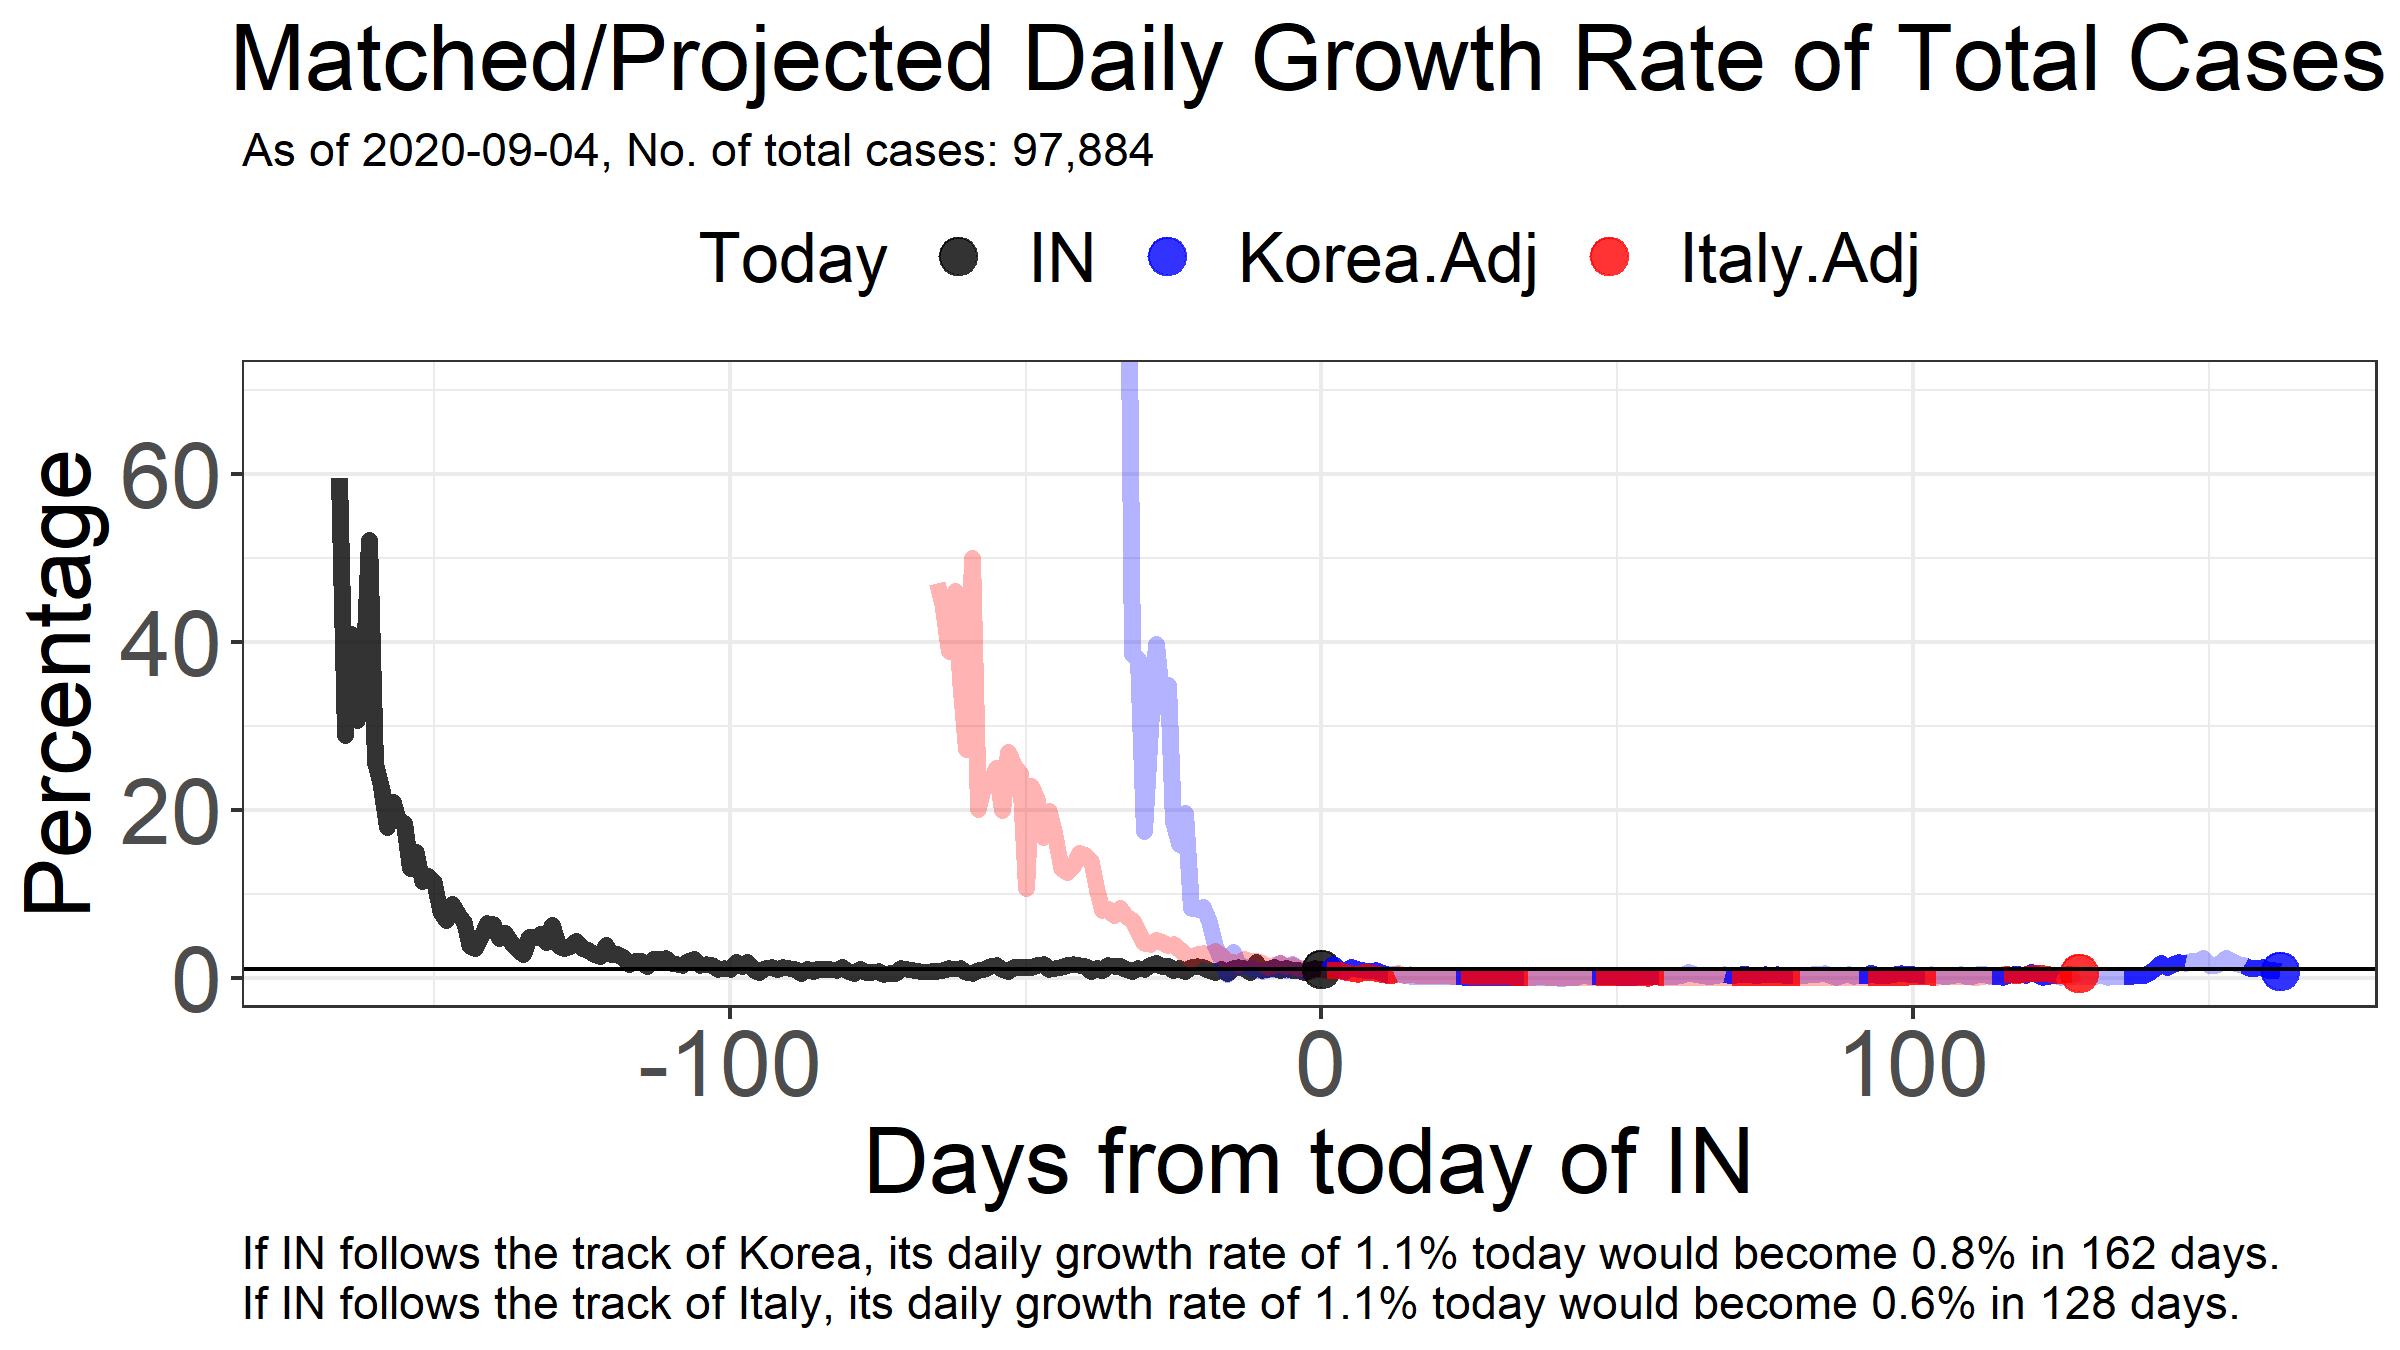 Matched/Projected Daily Growth Rate of Total Cases
As of 2020-09-04, No. of total cases: 97,884
Today IN Korea.Adj Italy.Adj
Percentage
60
40
20
0
-100 0 100
Days from today of IN
If IN follows the track of Korea, its daily growth rate of 1.1% today would become 0.8% in 162 days.
If IN follows the track of Italy, its daily growth rate of 1.1% today would become 0.6% in 128 days.